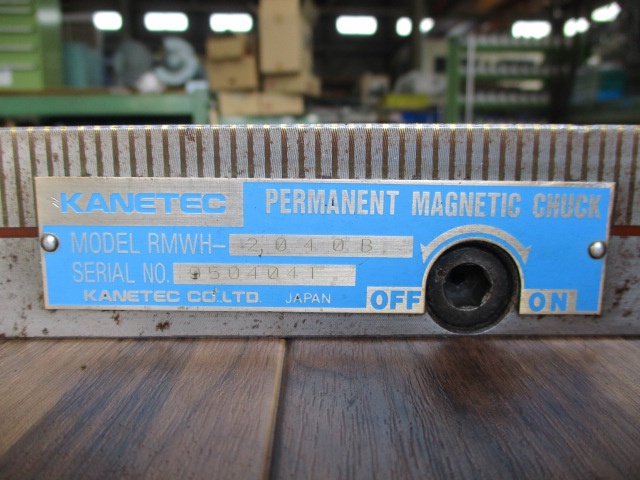 KANETEC PERMANENT MAGNETIC CHUCK
MODEL RMWH-2040B
SERIAL NO. 9504041
KANETEC CO.,LTD. JAPAN
OFF ON